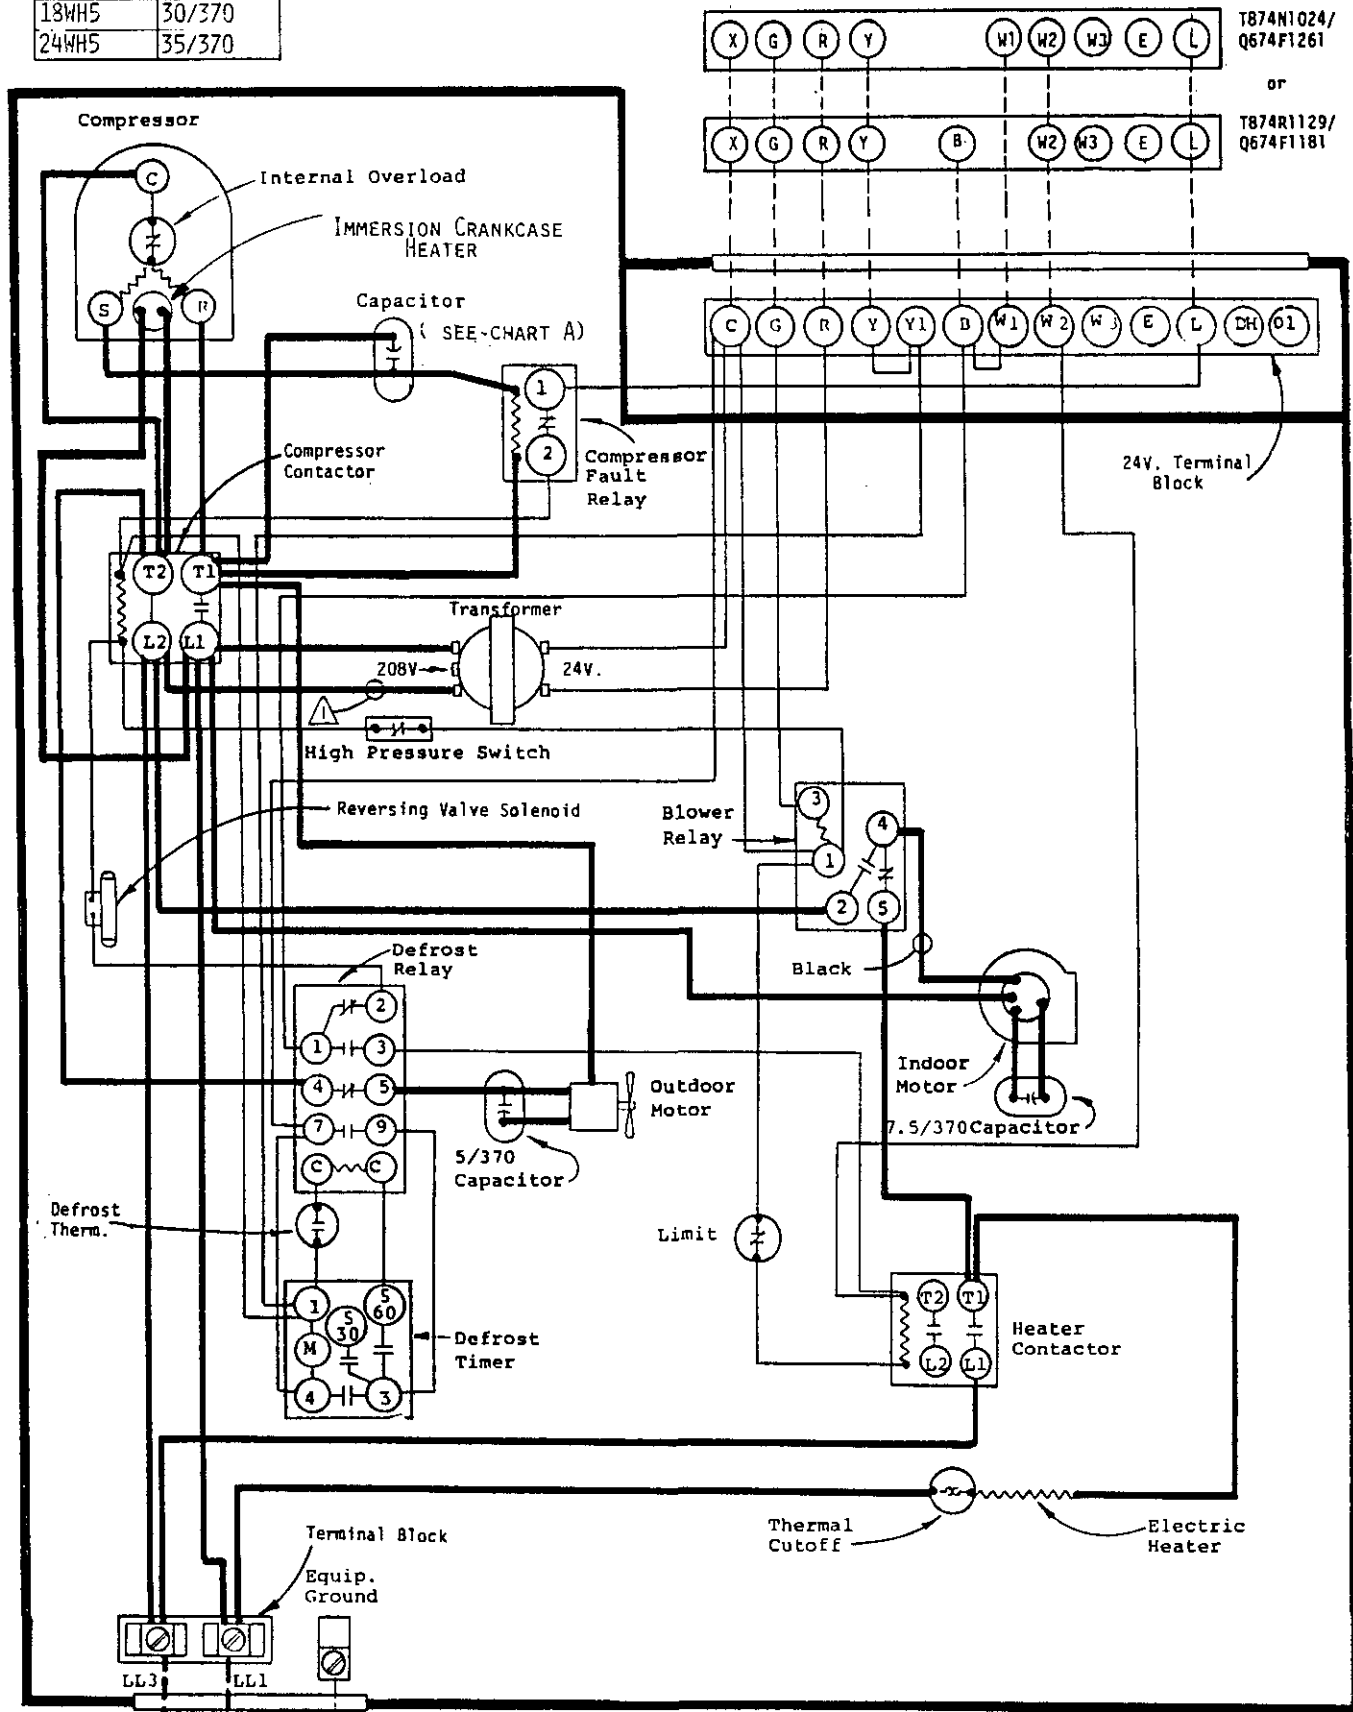 18WH5 30/370
24WH5 35/370
X G R Y W1 W2 W3 E L
T874N1024/
Q674F1261
or
X G R Y B W2 W3 E L
T874R1129/
Q674F1181
Compressor
C
Internal Overload
IMMERSION CRANKCASE
HEATER
S R
Capacitor
( SEE-CHART A)
C G R Y Y1 B W1 W2 W3 E L DH O1
24V. Terminal
Block
1
2
Compressor
Fault
Relay
Compressor
Contactor
T2 T1
L2 L1
Transformer
208V
24V.
1
High Pressure Switch
Reversing Valve Solenoid
Blower
Relay
3
4
1
2 5
Black
Defrost
Relay
2
1 3
4 5
7 9
C C
Outdoor
Motor
5/370
Capacitor
Indoor
Motor
7.5/370 Capacitor
Defrost
Therm.
Limit
1 S
60
S
30
M
4 3
Defrost
Timer
T2 T1
L2 L1
Heater
Contactor
Thermal
Cutoff
Electric
Heater
Terminal Block
Equip.
Ground
LL3 LL1